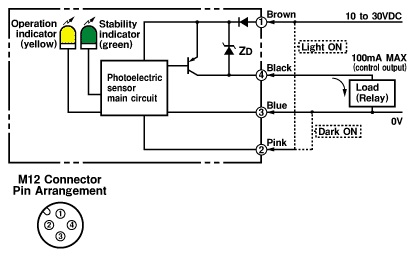 Operation
indicator
(yellow)
Stability
indicator
(green)
Photoelectric
sensor
main circuit
ZD
1
Brown
10 to 30VDC
Light ON
100mA MAX
(control output)
4
Black
Load
(Relay)
3
Blue
0V
Dark ON
2
Pink
M12 Connector
Pin Arrangement
1
2
4
3